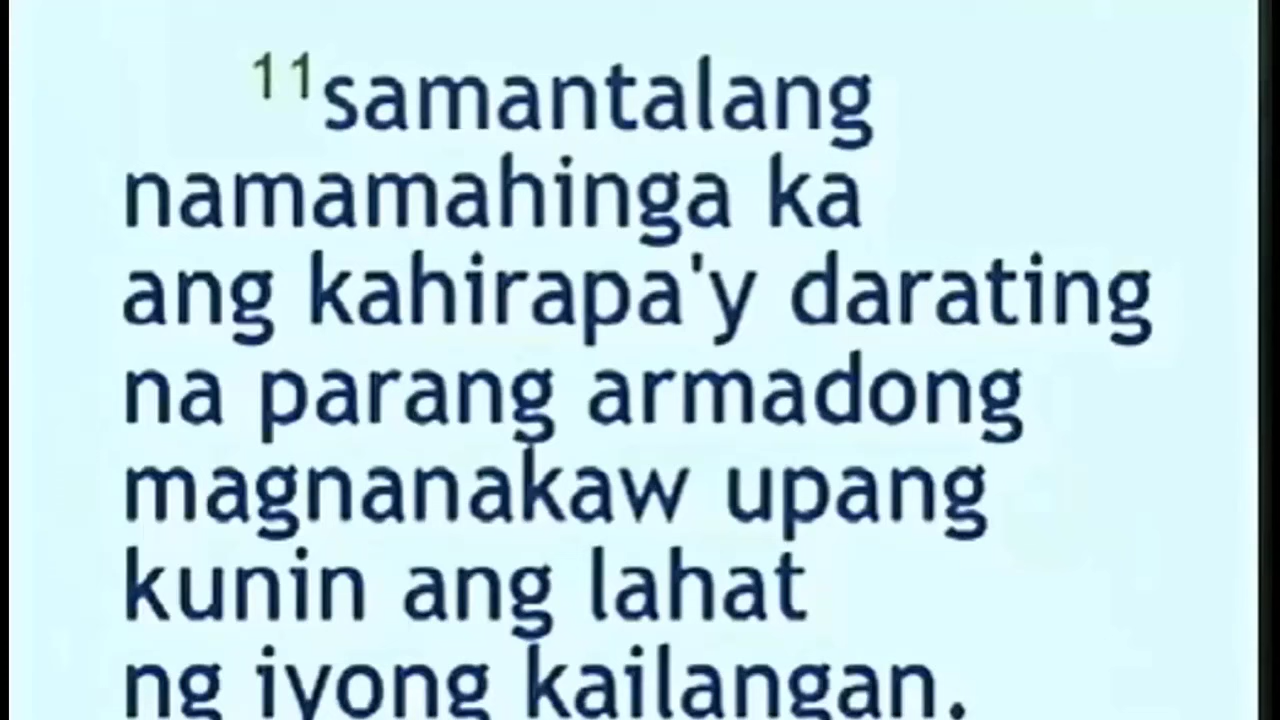 11samantalang
namamahinga ka
ang kahirapa'y darating
na parang armadong
magnanakaw upang
kunin ang lahat
ng iyong kailangan.